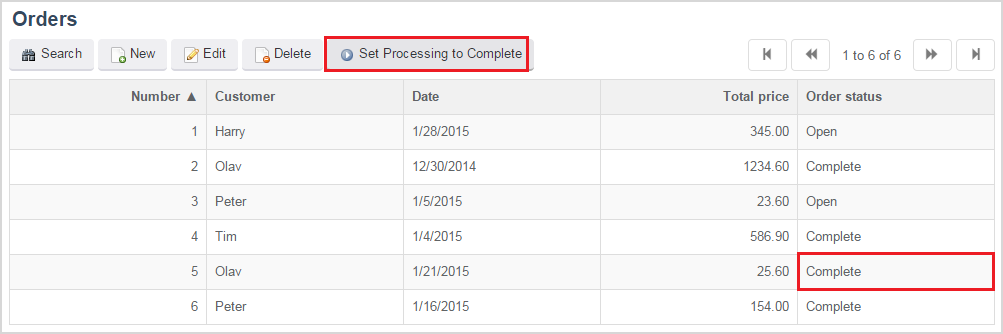 Orders
Search New Edit Delete Set Processing to Complete 1 to 6 of 6
Number ▲ Customer Date Total price Order status
1 Harry 1/28/2015 345.00 Open
2 Olav 12/30/2014 1234.60 Complete
3 Peter 1/5/2015 23.60 Open
4 Tim 1/4/2015 586.90 Complete
5 Olav 1/21/2015 25.60 Complete
6 Peter 1/16/2015 154.00 Complete